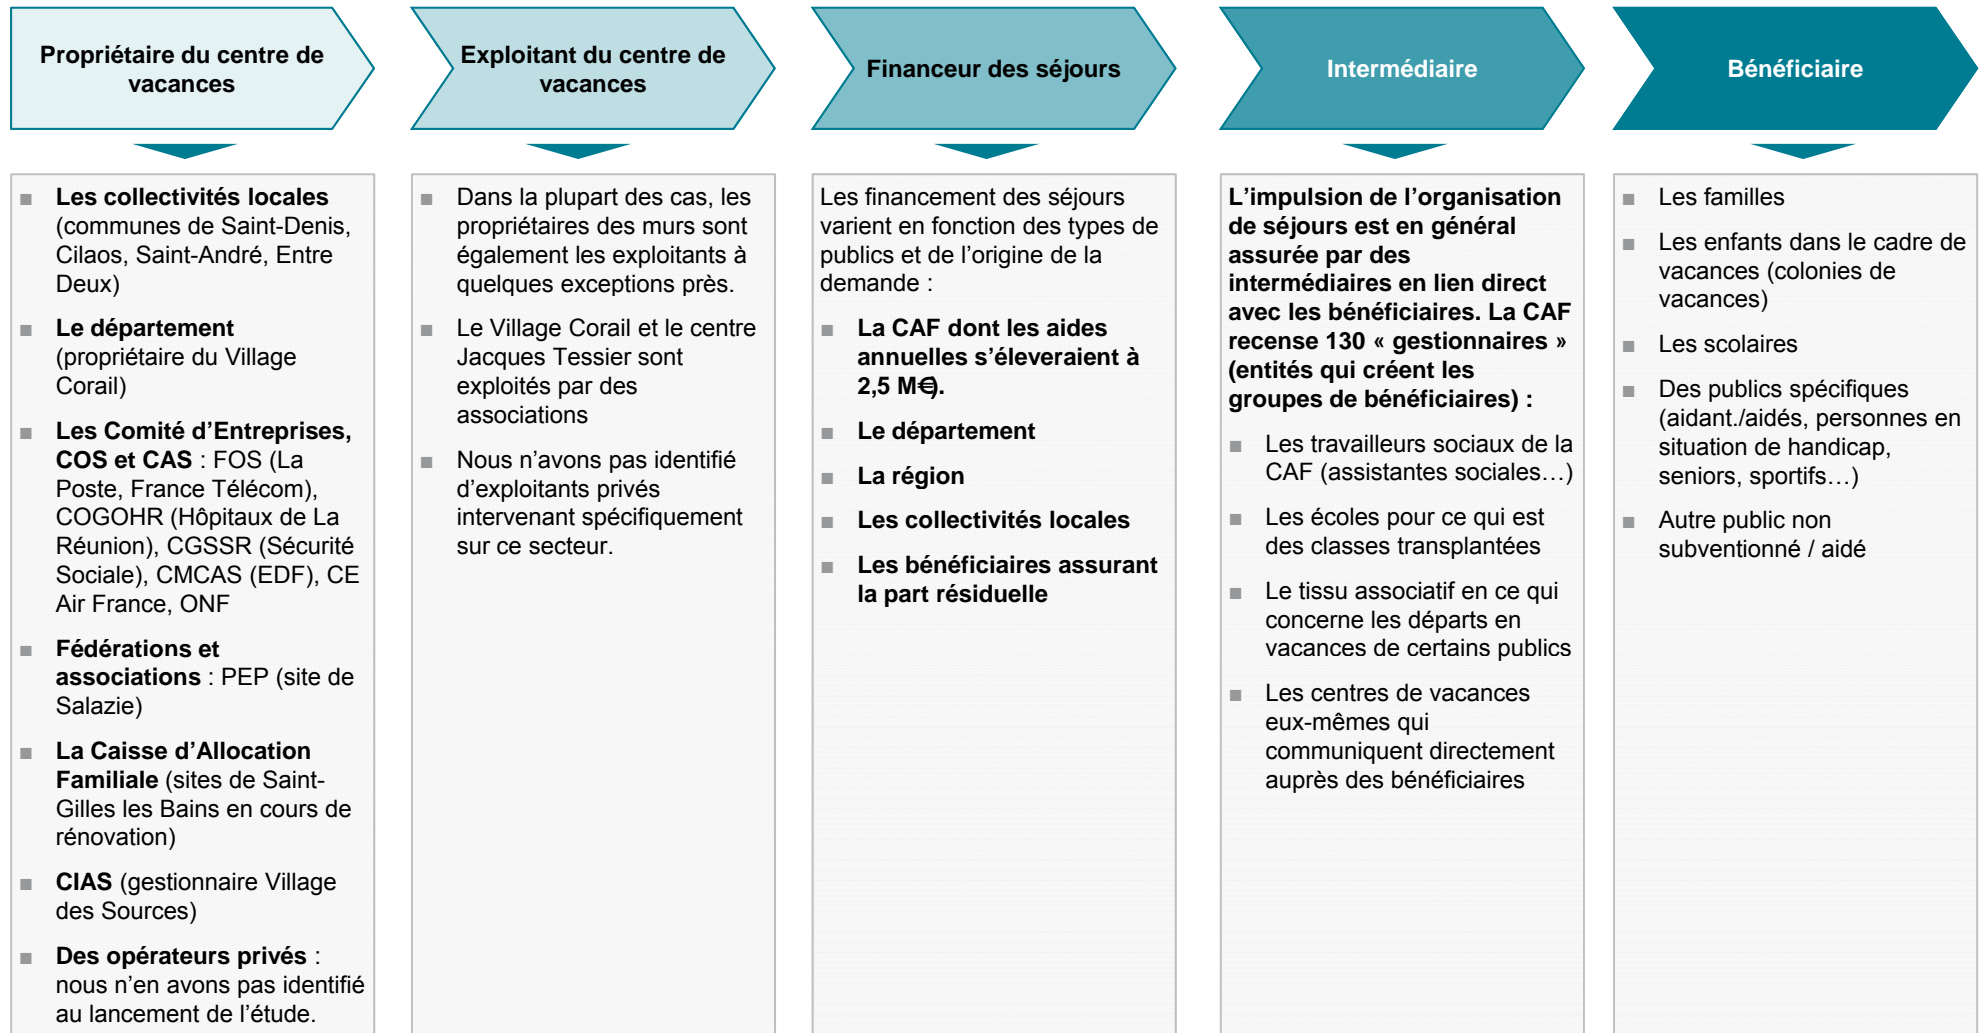 Propriétaire du centre de
vacances
Exploitant du centre de
vacances
Financeur des séjours
Intermédiaire
Bénéficiaire
■ Les collectivités locales
(communes de Saint-Denis,
Cilaos, Saint-André, Entre
Deux)
■ Le département
(propriétaire du Village
Corail)
■ Les Comité d’Entreprises,
COS et CAS : FOS (La
Poste, France Télécom),
COGOHR (Hôpitaux de La
Réunion), CGSSR (Sécurité
Sociale), CMCAS (EDF), CE
Air France, ONF
■ Fédérations et
associations : PEP (site de
Salazie)
■ La Caisse d’Allocation
Familiale (sites de Saint-
Gilles les Bains en cours de
rénovation)
■ CIAS (gestionnaire Village
des Sources)
■ Des opérateurs privés :
nous n’en avons pas identifié
au lancement de l’étude.
■ Dans la plupart des cas, les
propriétaires des murs sont
également les exploitants à
quelques exceptions près.
■ Le Village Corail et le centre
Jacques Tessier sont
exploités par des
associations
■ Nous n’avons pas identifié
d’exploitants privés
intervenant spécifiquement
sur ce secteur.
Les financement des séjours
varient en fonction des types de
publics et de l’origine de la
demande :
■ La CAF dont les aides
annuelles s’éleveraient à
2,5 M€).
■ Le département
■ La région
■ Les collectivités locales
■ Les bénéficiaires assurant
la part résiduelle
L’impulsion de l’organisation
de séjours est en général
assurée par des
intermédiaires en lien direct
avec les bénéficiaires. La CAF
recense 130 « gestionnaires »
(entités qui créent les
groupes de bénéficiaires) :
■ Les travailleurs sociaux de la
CAF (assistantes sociales…)
■ Les écoles pour ce qui est
des classes transplantées
■ Le tissu associatif en ce qui
concerne les départs en
vacances de certains publics
■ Les centres de vacances
eux-mêmes qui
communiquent directement
auprès des bénéficiaires
■ Les familles
■ Les enfants dans le cadre de
vacances (colonies de
vacances)
■ Les scolaires
■ Des publics spécifiques
(aidant./aidés, personnes en
situation de handicap,
seniors, sportifs…)
■ Autre public non
subventionné / aidé